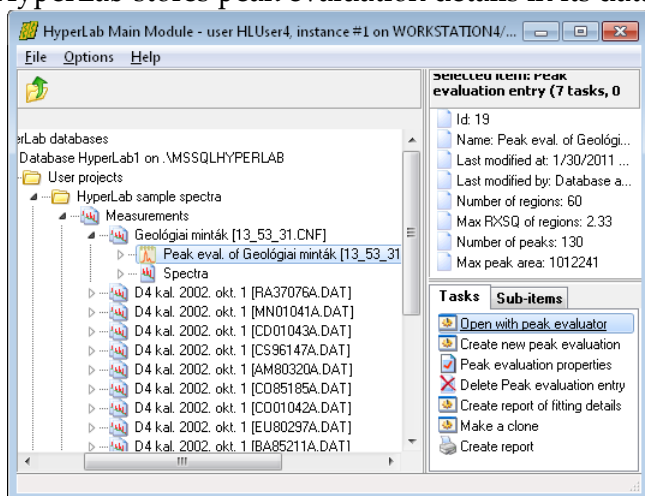 HyperLab stores peak evaluation details in its dat
HyperLab Main Module - user HLUser4, instance #1 on WORKSTATION4/...
File Options Help
erLab databases
Database HyperLab1 on .\MSSQLHYPERLAB
User projects
HyperLab sample spectra
Measurements
Geológiai minták [13_53_31.CNF]
Peak eval. of Geológiai minták [13_53_31
Spectra
D4 kal. 2002. okt. 1 [RA37076A.DAT]
D4 kal. 2002. okt. 1 [MN01041A.DAT]
D4 kal. 2002. okt. 1 [CD01043A.DAT]
D4 kal. 2002. okt. 1 [CS96147A.DAT]
D4 kal. 2002. okt. 1 [AM80320A.DAT]
D4 kal. 2002. okt. 1 [CO85185A.DAT]
D4 kal. 2002. okt. 1 [CO01042A.DAT]
D4 kal. 2002. okt. 1 [EU80297A.DAT]
D4 kal. 2002. okt. 1 [BA85211A.DAT]
Selected item: Peak
evaluation entry (7 tasks, 0
Id: 19
Name: Peak eval. of Geológi...
Last modified at: 1/30/2011 ...
Last modified by: Database a...
Number of regions: 60
Max RXSQ of regions: 2.33
Number of peaks: 130
Max peak area: 1012241
Tasks Sub-items
Open with peak evaluator
Create new peak evaluation
Peak evaluation properties
Delete Peak evaluation entry
Create report of fitting details
Make a clone
Create report